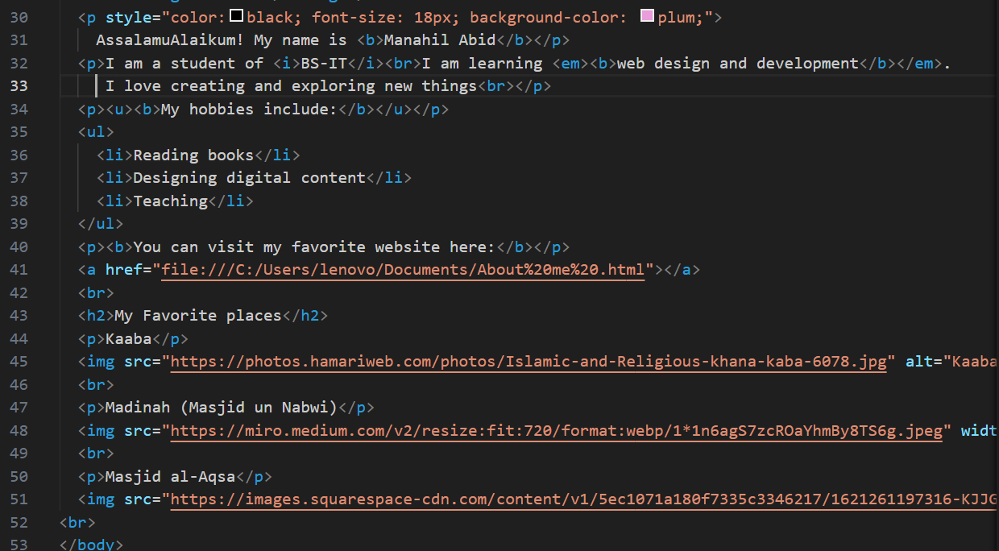 30 <p style="color: black; font-size: 18px; background-color: plum;">
31 AssalamuAlaikum! My name is <b>Manahil Abid</b></p>
32 <p>I am a student of <i>BS-IT</i><br>I am learning <em><b>web design and development</b></em>.
33 I love creating and exploring new things<br></p>
34 <p><u><b>My hobbies include:</b></u></p>
35 <ul>
36 <li>Reading books</li>
37 <li>Designing digital content</li>
38 <li>Teaching</li>
39 </ul>
40 <p><b>You can visit my favorite website here:</b></p>
41 <a href="file:///C:/Users/lenovo/Documents/About%20me%20.html"></a>
42 <br>
43 <h2>My Favorite places</h2>
44 <p>Kaaba</p>
45 <img src="https://photos.hamariweb.com/photos/Islamic-and-Religious-khana-kaba-6078.jpg" alt="Kaaba
46 <br>
47 <p>Madinah (Masjid un Nabwi)</p>
48 <img src="https://miro.medium.com/v2/resize:fit:720/format:webp/1*1n6agS7zcROaYhmBy8TS6g.jpeg" widt
49 <br>
50 <p>Masjid al-Aqsa</p>
51 <img src="https://images.squarespace-cdn.com/content/v1/5ec1071a180f7335c3346217/1621261197316-KJJG
52 <br>
53 </body>